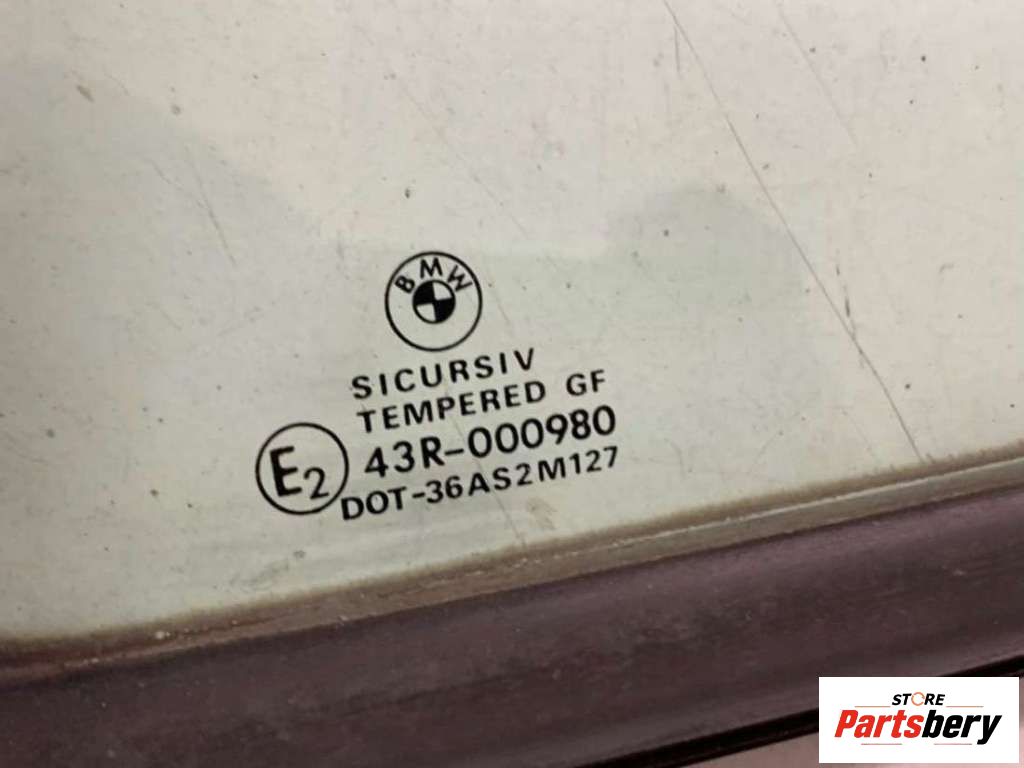 BMW
SICURSIV
TEMPERED GF
E2 43R-000980
DOT-36AS2M127
STORE
Partsbery